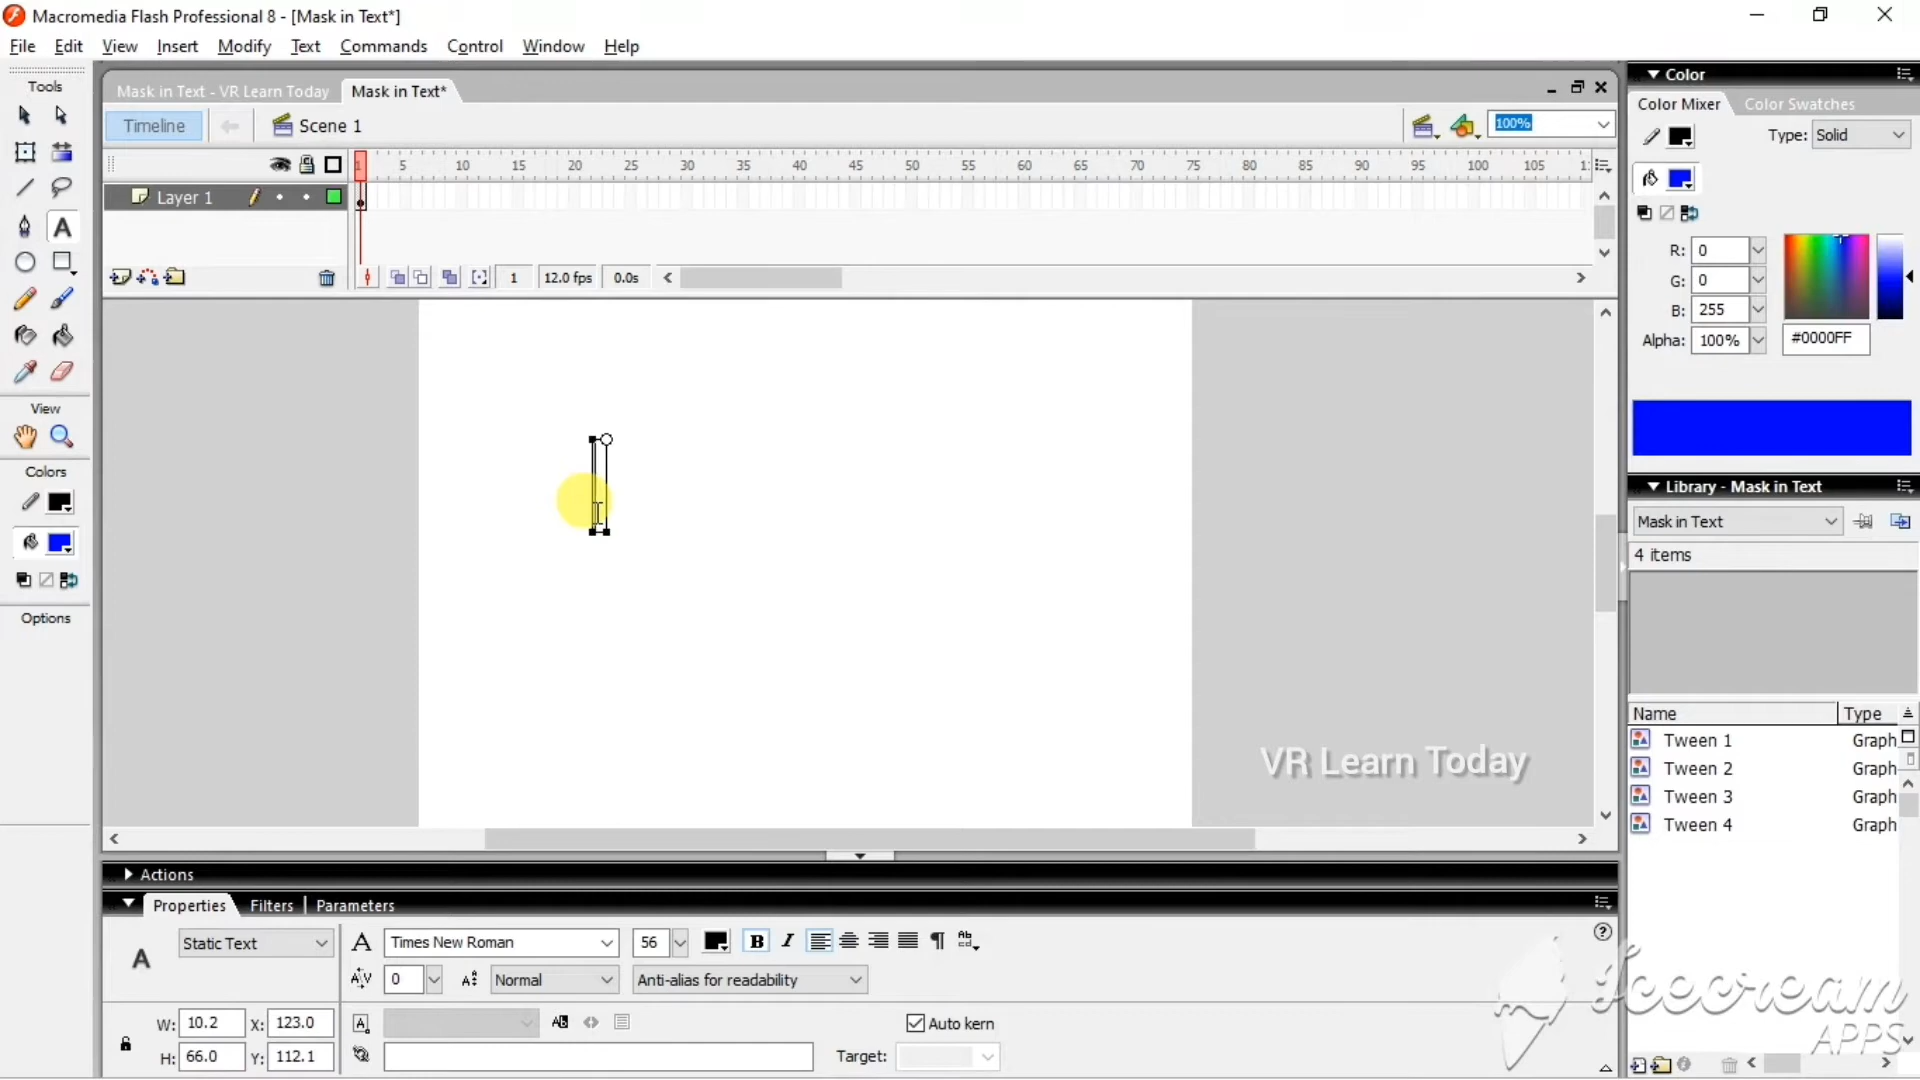 Macromedia Flash Professional 8 - [Mask in Text*]
File Edit View Insert Modify Text Commands Control Window Help
Tools
Mask in Text - VR Learn Today Mask in Text*
Timeline Scene 1 100%
1 5 10 15 20 25 30 35 40 45 50 55 60 65 70 75 80 85 90 95 100 105
Layer 1
1 12.0 fps 0.0s
View
Colors
Options
Color
Color Mixer Color Swatches
Type: Solid
R: 0
G: 0
B: 255
Alpha: 100% #0000FF
Library - Mask in Text
Mask in Text
4 items
Name Type
Tween 1 Graph
Tween 2 Graph
Tween 3 Graph
Tween 4 Graph
VR Learn Today
Actions
Properties Filters Parameters
A Static Text A Times New Roman 56 B I
A/V 0 Normal Anti-alias for readability
W: 10.2 X: 123.0 Auto kern
H: 66.0 Y: 112.1 Target:
Icecream
APPS